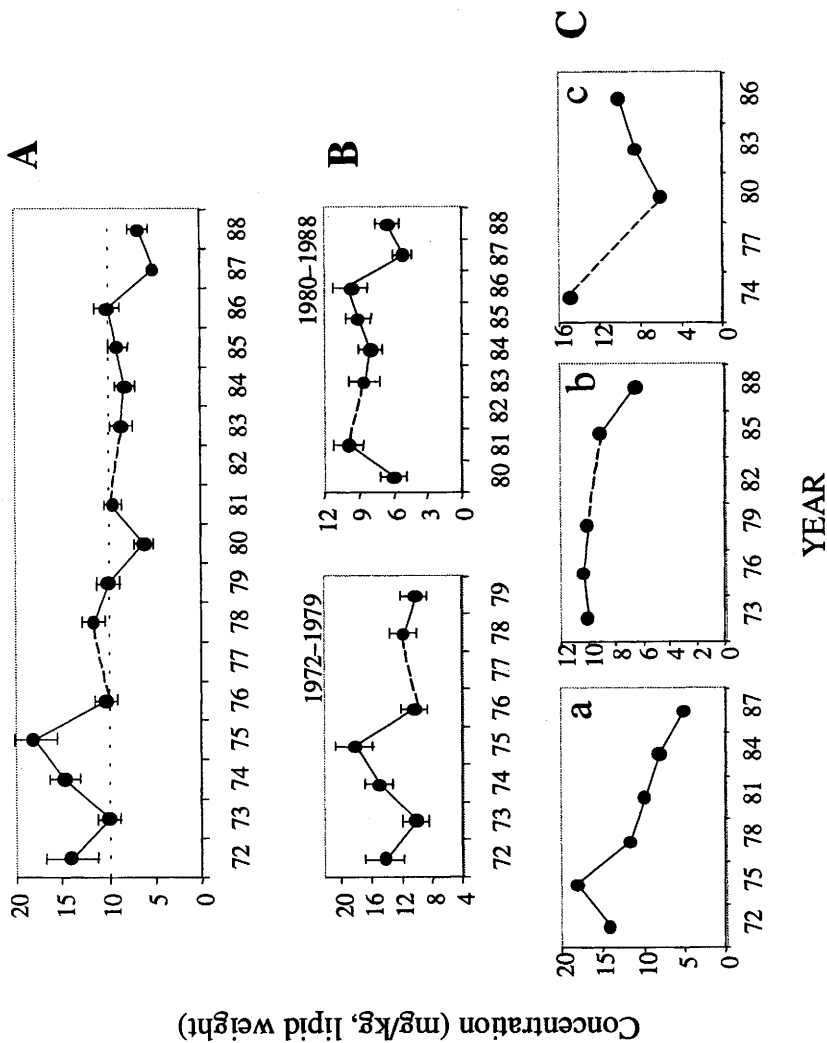 A
20
15
10
5
0
72 73 74 75 76 77 78 79 80 81 82 83 84 85 86 87 88
B
1972–1979
20
16
12
8
4
72 73 74 75 76 77 78 79
1980–1988
12
9
6
3
0
80 81 82 83 84 85 86 87 88
C
a
20
15
10
5
0
72 75 78 81 84 87
b
12
10
8
6
4
2
0
73 76 79 82 85 88
c
16
12
8
4
0
74 77 80 83 86
YEAR
Concentration (mg/kg, lipid weight)